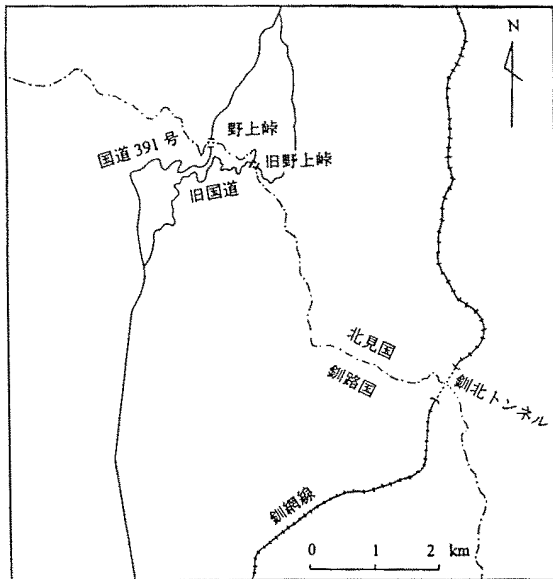 N
野上峠
国道391号
旧野上峠
旧国道
北見国
釧路国
釧北トンネル
釧網線
0 1 2 km